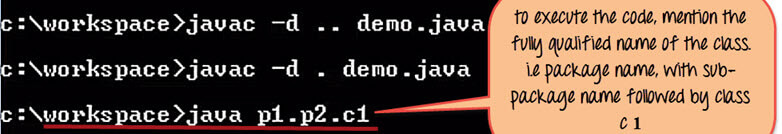 c:\workspace>javac -d .. demo.java
c:\workspace>javac -d . demo.java
c:\workspace>java p1.p2.c1
to execute the code, mention the
fully qualified name of the class.
i.e package name, with sub-
package name followed by class
c 1